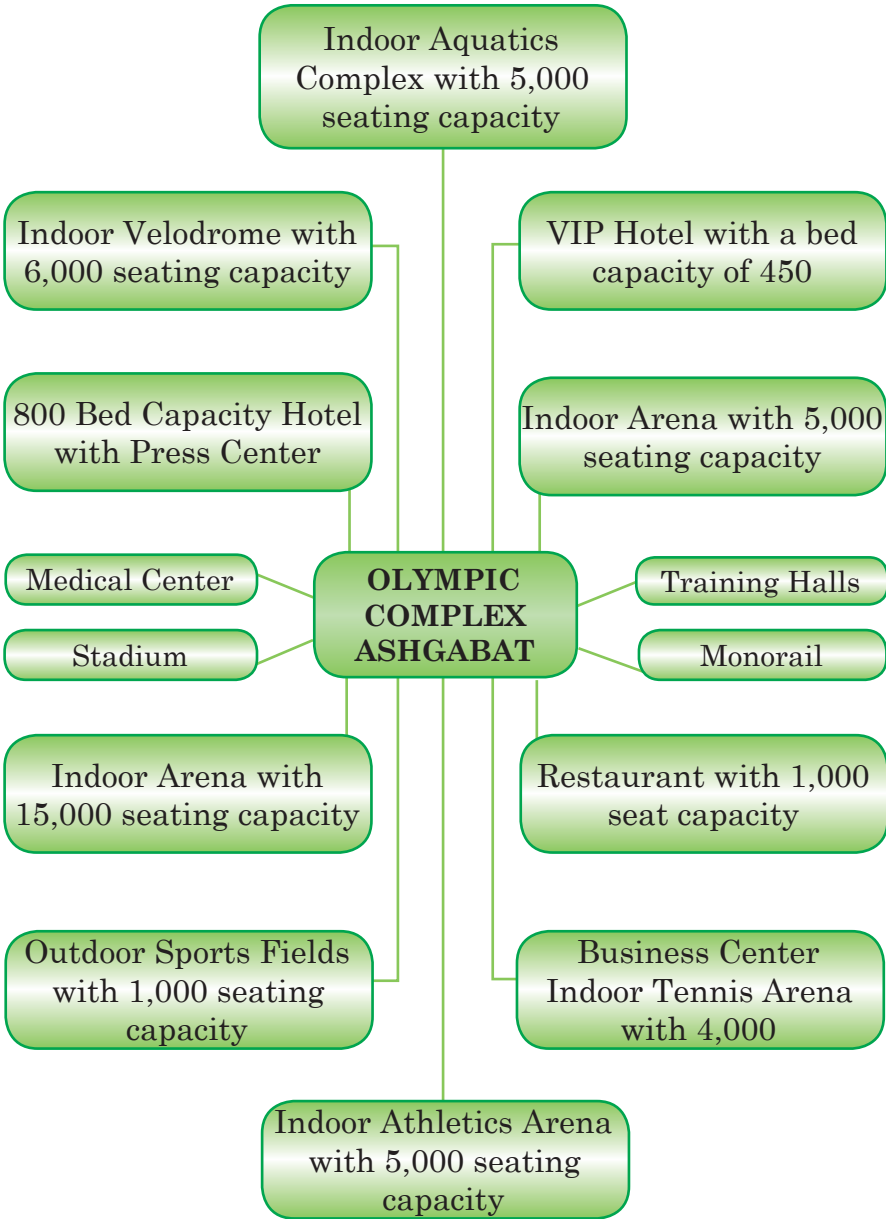 Indoor Aquatics
Complex with 5,000
seating capacity
Indoor Velodrome with
6,000 seating capacity
VIP Hotel with a bed
capacity of 450
800 Bed Capacity Hotel
with Press Center
Indoor Arena with 5,000
seating capacity
Medical Center
OLYMPIC
COMPLEX
ASHGABAT
Training Halls
Stadium
Monorail
Indoor Arena with
15,000 seating capacity
Restaurant with 1,000
seat capacity
Outdoor Sports Fields
with 1,000 seating
capacity
Business Center
Indoor Tennis Arena
with 4,000
Indoor Athletics Arena
with 5,000 seating
capacity